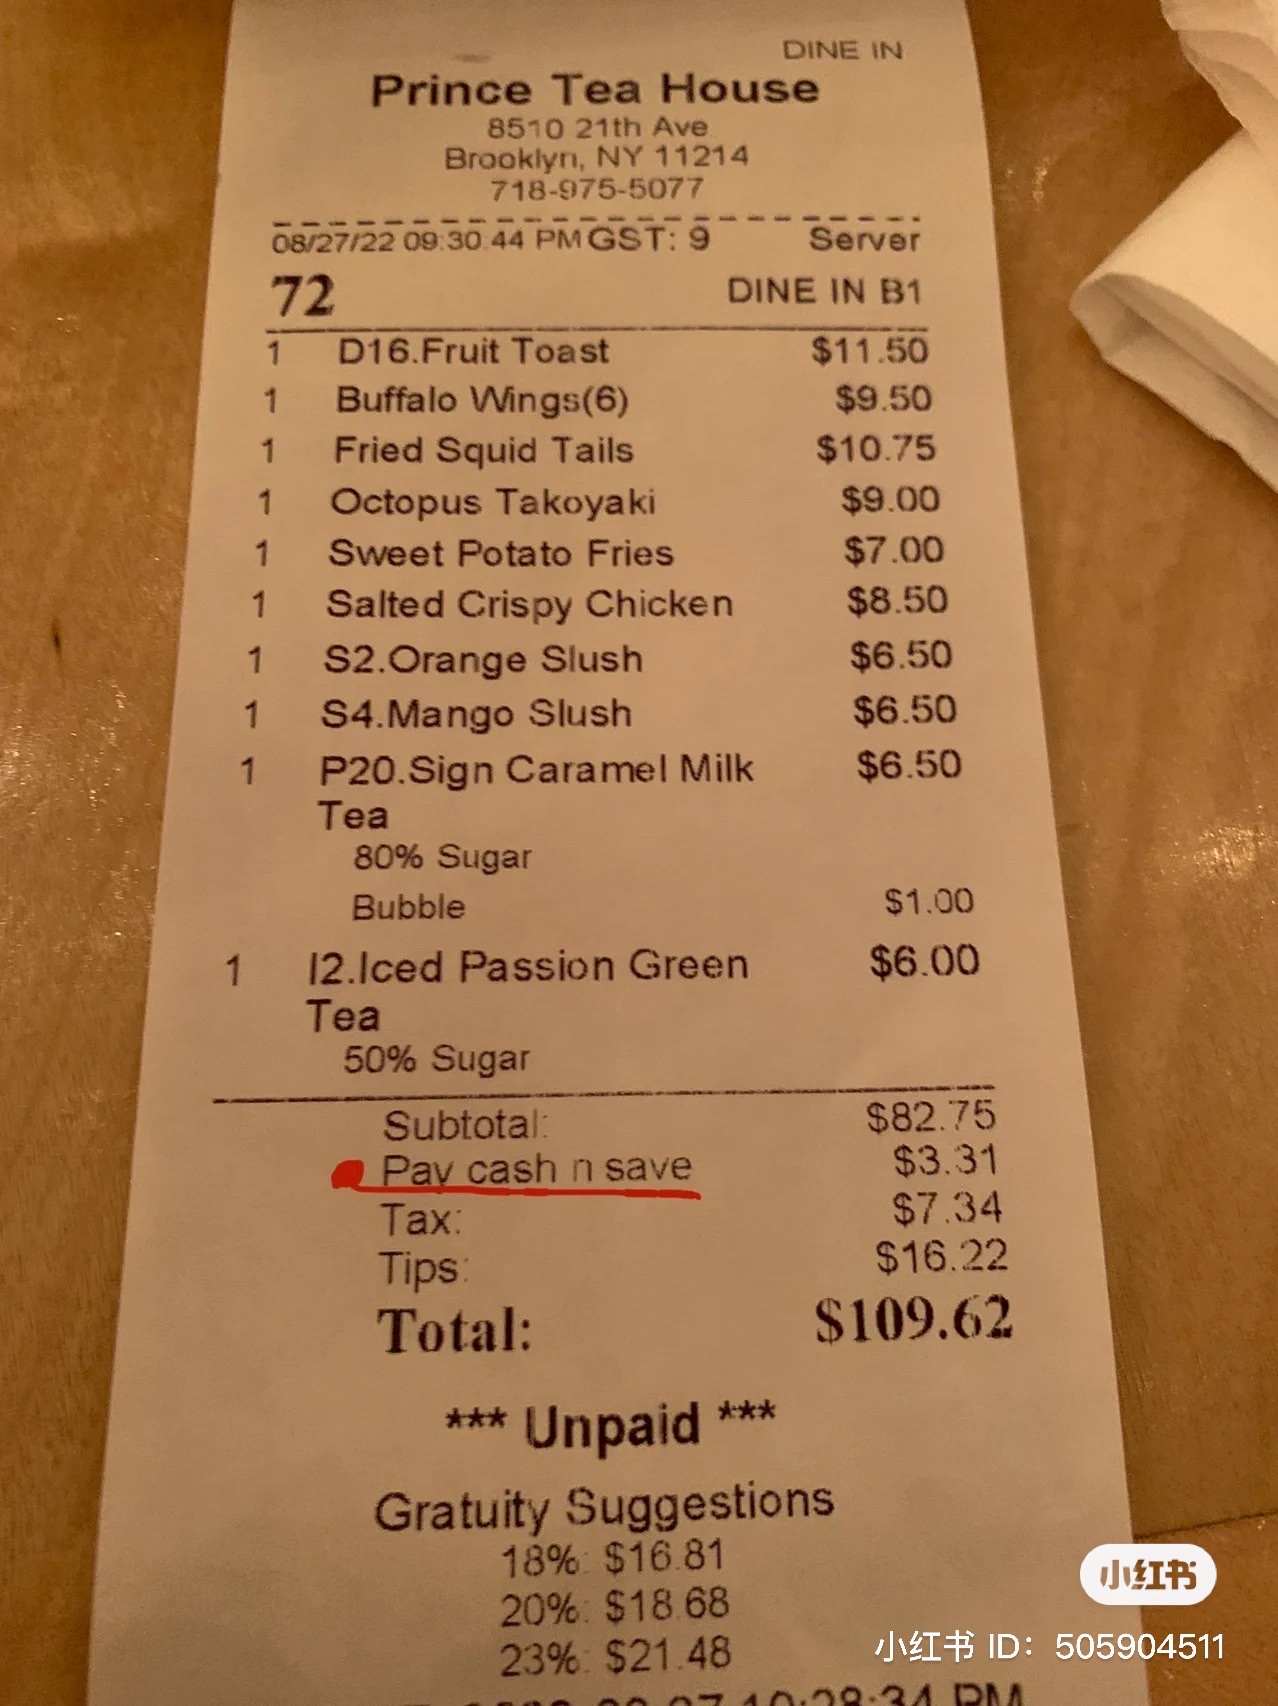 DINE IN
Prince Tea House
8510 21th Ave
Brooklyn, NY 11214
718-975-5077
08/27/22 09:30:44 PM GST: 9 Server
72 DINE IN B1
1 D16.Fruit Toast $11.50
1 Buffalo Wings(6) $9.50
1 Fried Squid Tails $10.75
1 Octopus Takoyaki $9.00
1 Sweet Potato Fries $7.00
1 Salted Crispy Chicken $8.50
1 S2.Orange Slush $6.50
1 S4.Mango Slush $6.50
1 P20.Sign Caramel Milk $6.50
Tea
80% Sugar
Bubble $1.00
1 I2.Iced Passion Green $6.00
Tea
50% Sugar
Subtotal: $82.75
Pay cash n save $3.31
Tax: $7.34
Tips: $16.22
Total: $109.62
*** Unpaid ***
Gratuity Suggestions
18%: $16.81
20%: $18.68
23%: $21.48
10:28:34 PM
小红书
小红书 ID：505904511